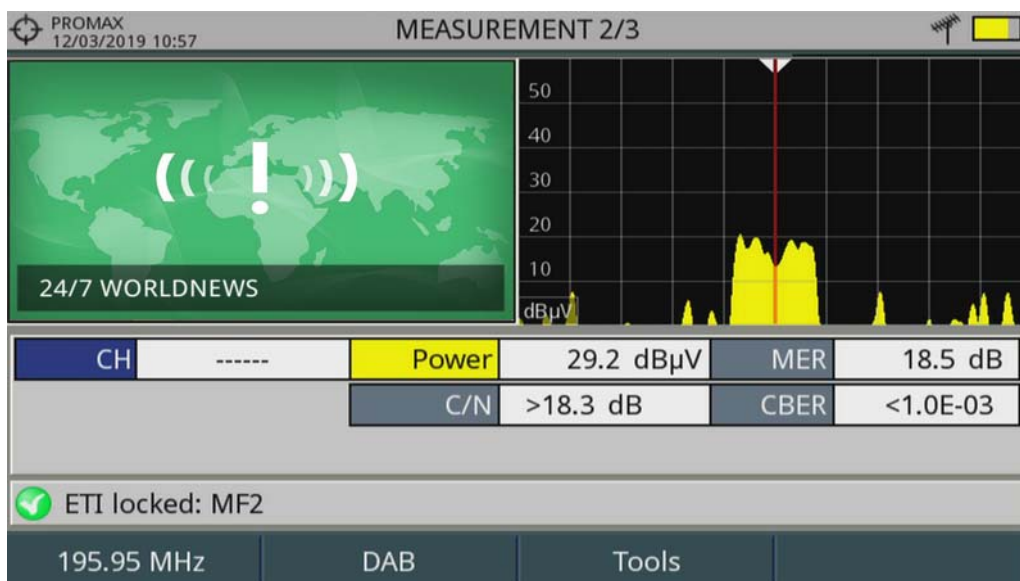 PROMAX
12/03/2019 10:57
MEASUREMENT 2/3
50
40
30
20
10
dBµV
24/7 WORLDNEWS
CH ------ Power 29.2 dBµV MER 18.5 dB
C/N >18.3 dB CBER <1.0E-03
ETI locked: MF2
195.95 MHz DAB Tools